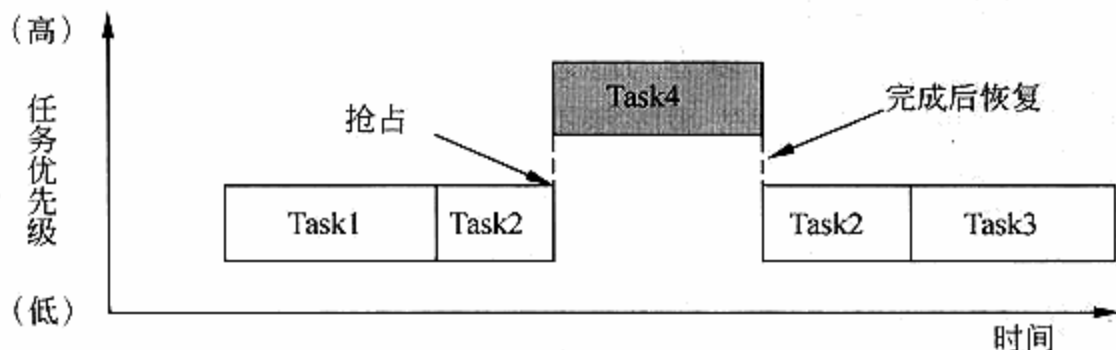 (高)
Task4
完成后恢复
抢占
任务优先级
Task1
Task2
Task2
Task3
(低)
时间